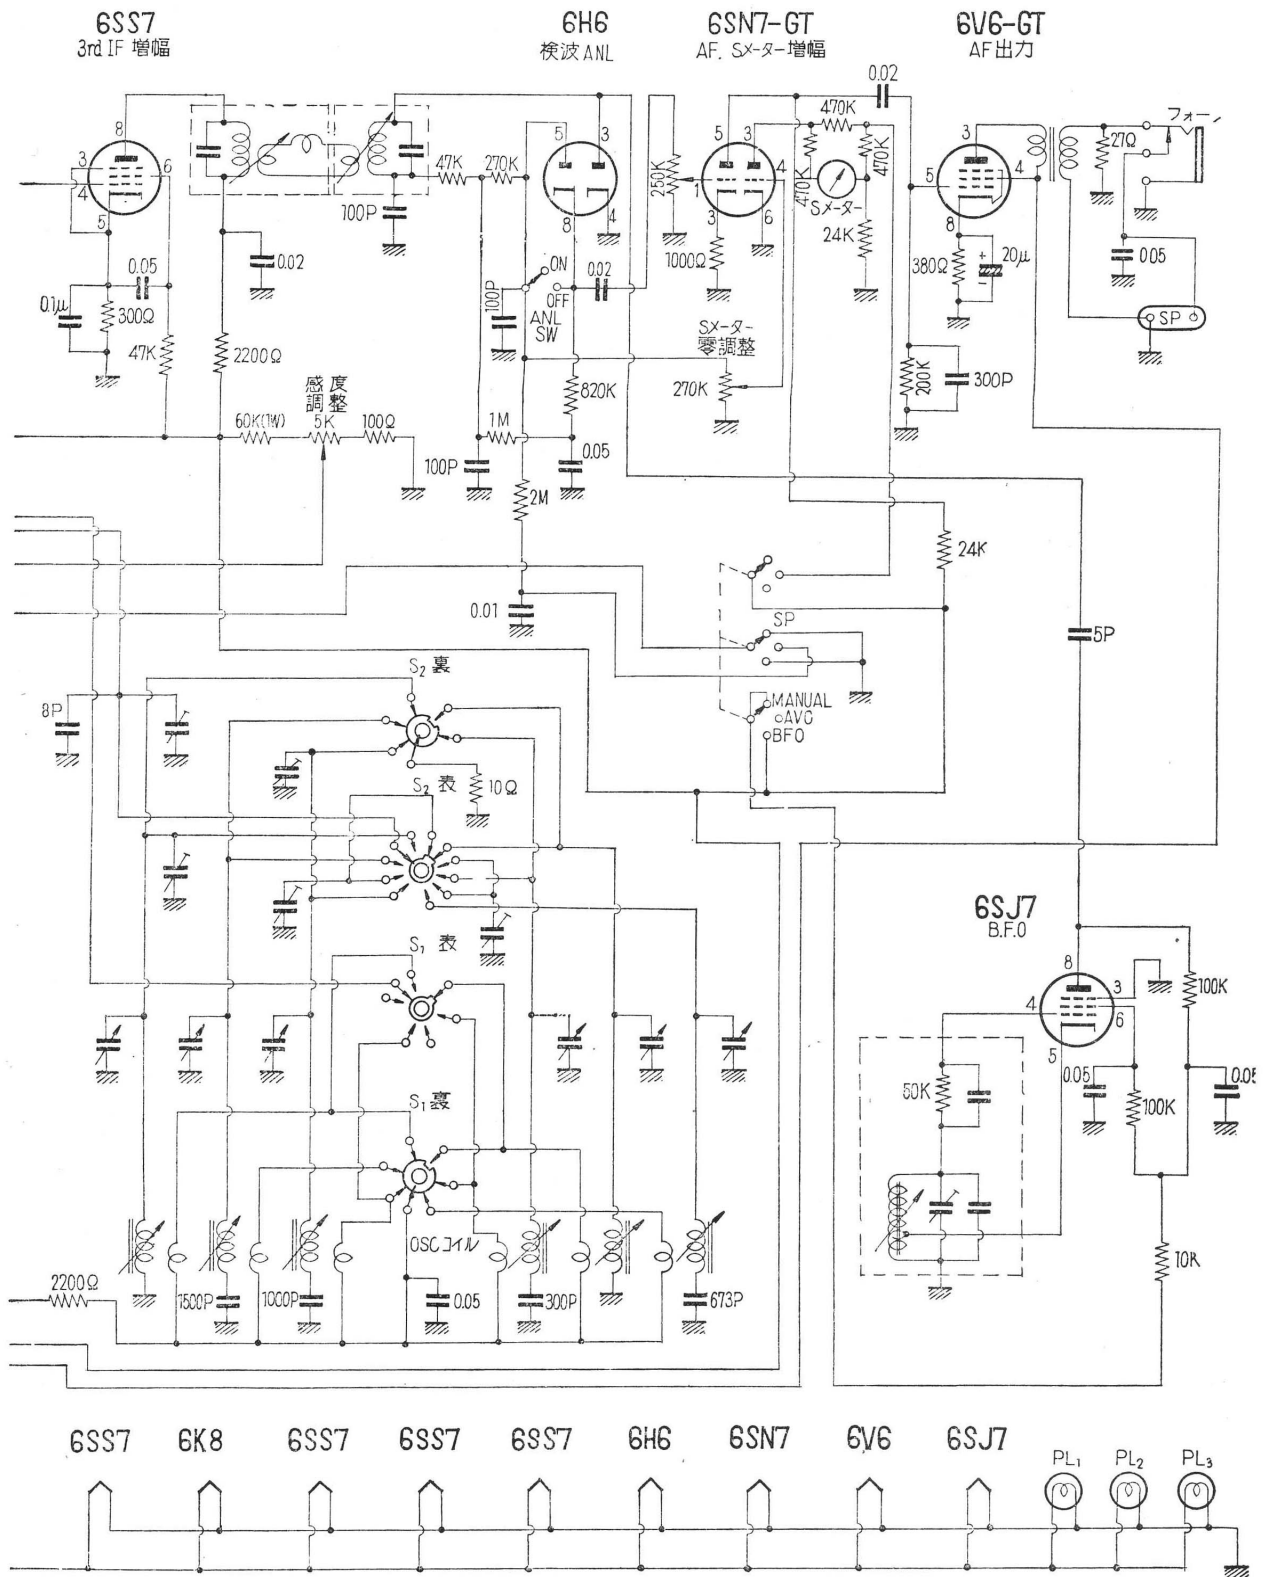 6SS7
3rd IF 増幅
6H6
検波 ANL
6SN7-GT
AF, Sメーター増幅
6V6-GT
AF出力
フォーン
0.02
470K
470K
470K
Sメーター
24K
27Ω
8
3
4
6
5
0.05
0.1μ
300Ω
47K
0.02
2200Ω
100P
47K
270K
5
3
8
4
250K
5
3
1
4
3
6
1000Ω
3
5
4
8
380Ω
20μ
+
-
0.05
SP
ON
OFF
ANL
SW
100P
0.02
Sメーター
零調整
270K
200K
300P
感度
調整
60K(1W)
5K
100Ω
820K
1M
100P
0.05
2M
0.01
24K
5P
SP
MANUAL
AVC
BFO
8P
S2 裏
10Ω
S2 表
S1 表
S1 裏
OSCコイル
2200Ω
1500P
1000P
0.05
300P
673P
6SJ7
B.F.O
8
4
3
6
5
100K
50K
0.05
100K
0.05
10K
6SS7
6K8
6SS7
6SS7
6SS7
6H6
6SN7
6V6
6SJ7
PL1
PL2
PL3